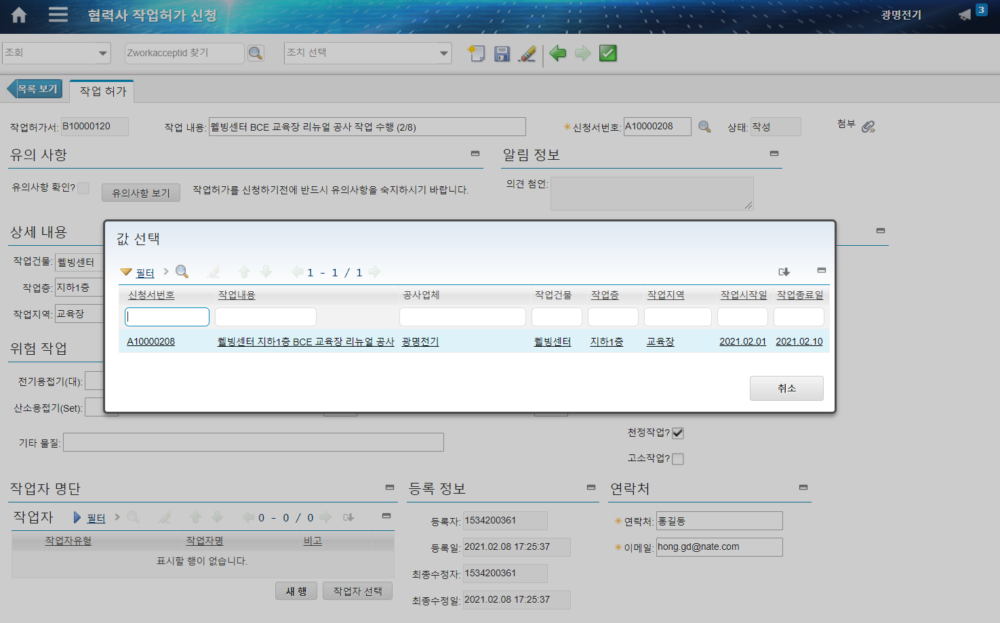 협력사 작업허가 신청
광명전기
3
조회
Zworkacceptid 찾기
조치 선택
목록 보기
작업 허가
작업허가서: B10000120
작업 내용: 웰빙센터 BCE 교육장 리뉴얼 공사 작업 수행 (2/8)
신청서번호: A10000208
상태: 작성
첨부
유의 사항
알림 정보
유의사항 확인?
유의사항 보기
작업허가를 신청하기전에 반드시 유의사항을 숙지하시기 바랍니다.
의견 첨언:
상세 내용
작업건물: 웰빙센터
작업층: 지하1층
작업지역: 교육장
값 선택
필터
1 - 1 / 1
신청서번호 작업내용 공사업체 작업건물 작업층 작업지역 작업시작일 작업종료일
A10000208 웰빙센터 지하1층 BCE 교육장 리뉴얼 공사 광명전기 웰빙센터 지하1층 교육장 2021.02.01 2021.02.10
취소
위험 작업
전기용접기(대):
산소용접기(Set):
기타 물질:
천정작업?
고소작업?
작업자 명단
작업자 필터 0 - 0 / 0
작업자유형 작업자명 비고
표시할 행이 없습니다.
새 행
작업자 선택
등록 정보
등록자: 1534200361
등록일: 2021.02.08 17:25:37
최종수정자: 1534200361
최종수정일: 2021.02.08 17:25:37
연락처
연락처: 홍길동
이메일: hong.gd@nate.com